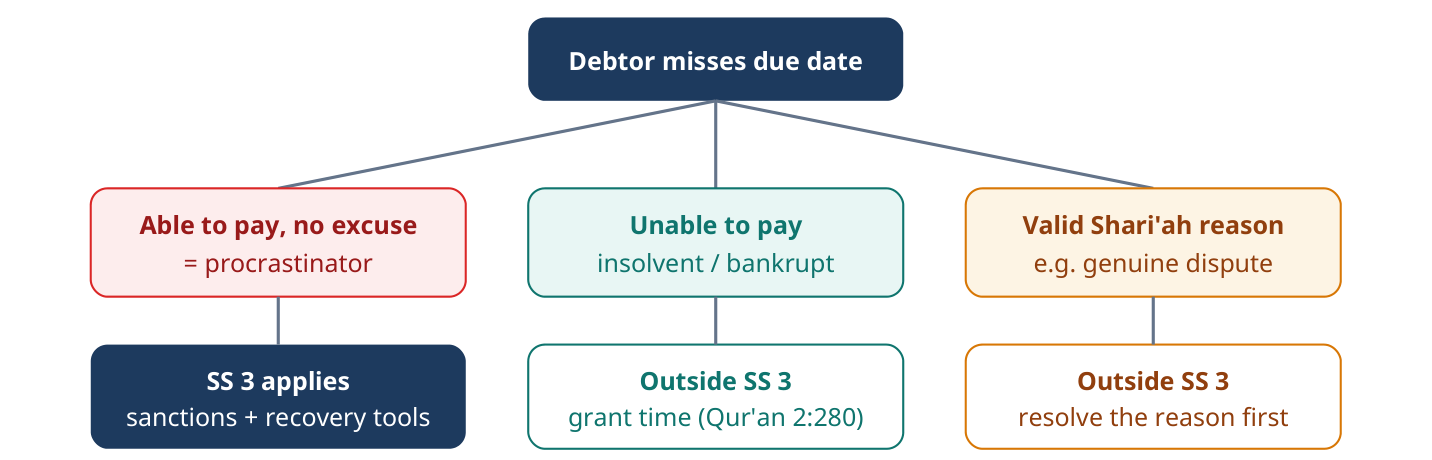 Debtor misses due date
Able to pay, no excuse
= procrastinator
Unable to pay
insolvent / bankrupt
Valid Shari'ah reason
e.g. genuine dispute
SS 3 applies
sanctions + recovery tools
Outside SS 3
grant time (Qur'an 2:280)
Outside SS 3
resolve the reason first